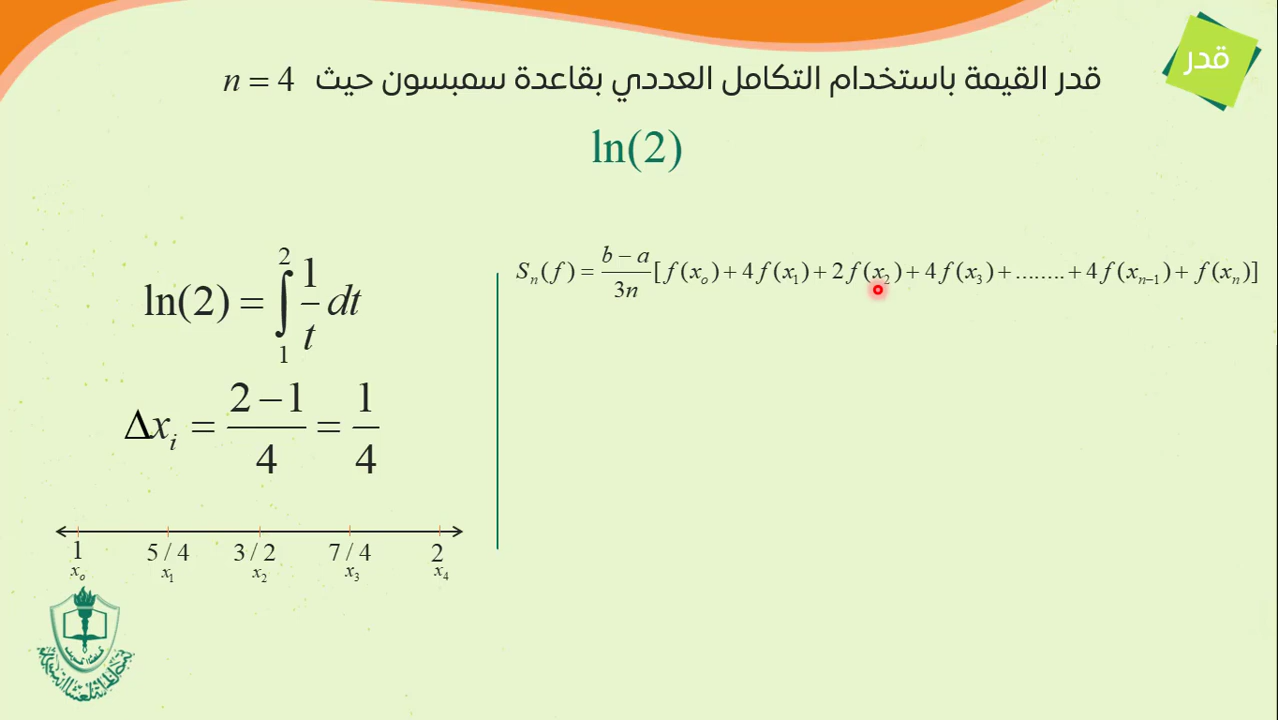 قدر
قدر القيمة باستخدام التكامل العددي بقاعدة سمبسون حيث n = 4
ln(2)
ln(2) = ∫₁² 1/t dt
Δxᵢ = (2 − 1)/4 = 1/4
1 5/4 3/2 7/4 2
xₒ x₁ x₂ x₃ x₄
Sₙ(f) = (b − a)/3n [f(xₒ) + 4f(x₁) + 2f(x₂) + 4f(x₃) + ........ + 4f(xₙ₋₁) + f(xₙ)]